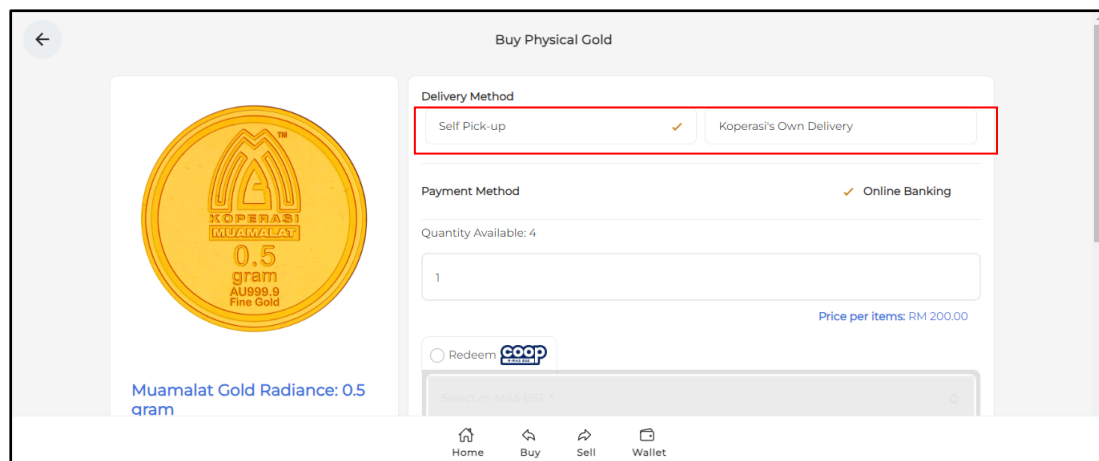 Buy Physical Gold
TM
KOPERASI
MUAMALAT
0.5
gram
AU999.9
Fine Gold
Muamalat Gold Radiance: 0.5
gram
Delivery Method
Self Pick-up
Koperasi's Own Delivery
Payment Method
Online Banking
Quantity Available: 4
1
Price per items: RM 200.00
Redeem coop
Home Buy Sell Wallet